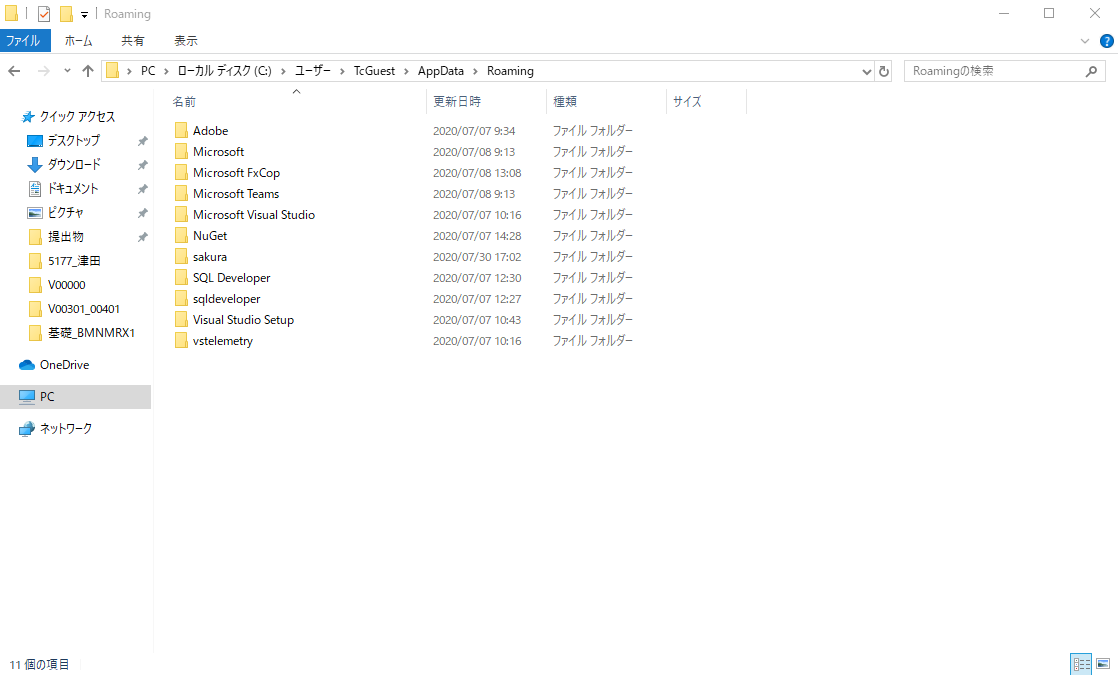 Roaming
ファイル ホーム 共有 表示
PC ローカル ディスク (C:) ユーザー TcGuest AppData Roaming Roamingの検索
名前 更新日時 種類 サイズ
クイック アクセス
デスクトップ
ダウンロード
ドキュメント
ピクチャ
提出物
5177_津田
V00000
V00301_00401
基礎_BMNMRX1
OneDrive
PC
ネットワーク
Adobe 2020/07/07 9:34 ファイル フォルダー
Microsoft 2020/07/08 9:13 ファイル フォルダー
Microsoft FxCop 2020/07/08 13:08 ファイル フォルダー
Microsoft Teams 2020/07/08 9:13 ファイル フォルダー
Microsoft Visual Studio 2020/07/07 10:16 ファイル フォルダー
NuGet 2020/07/07 14:28 ファイル フォルダー
sakura 2020/07/30 17:02 ファイル フォルダー
SQL Developer 2020/07/07 12:30 ファイル フォルダー
sqldeveloper 2020/07/07 12:27 ファイル フォルダー
Visual Studio Setup 2020/07/07 10:43 ファイル フォルダー
vstelemetry 2020/07/07 10:16 ファイル フォルダー
11 個の項目